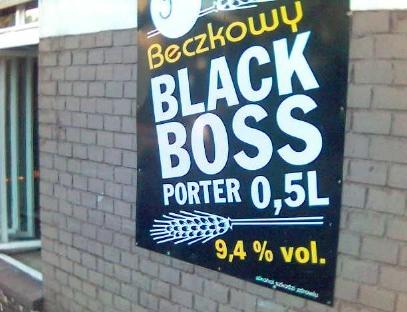 Beczkowy
BLACK
BOSS
PORTER 0,5L
9,4 % vol.